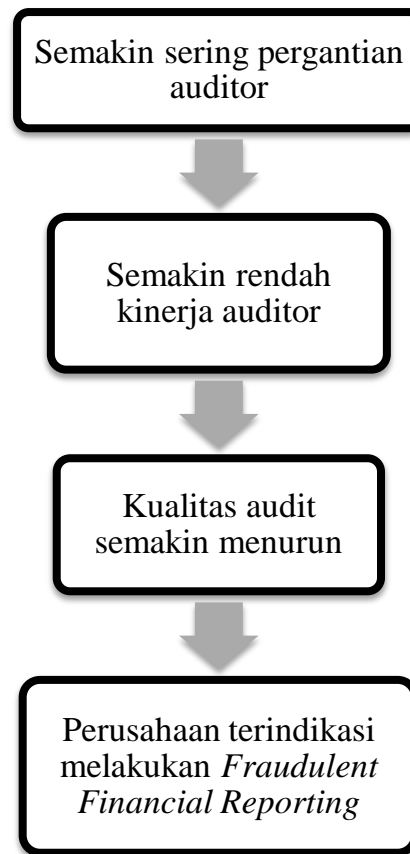 Semakin sering pergantian
auditor
Semakin rendah
kinerja auditor
Kualitas audit
semakin menurun
Perusahaan terindikasi
melakukan Fraudulent
Financial Reporting